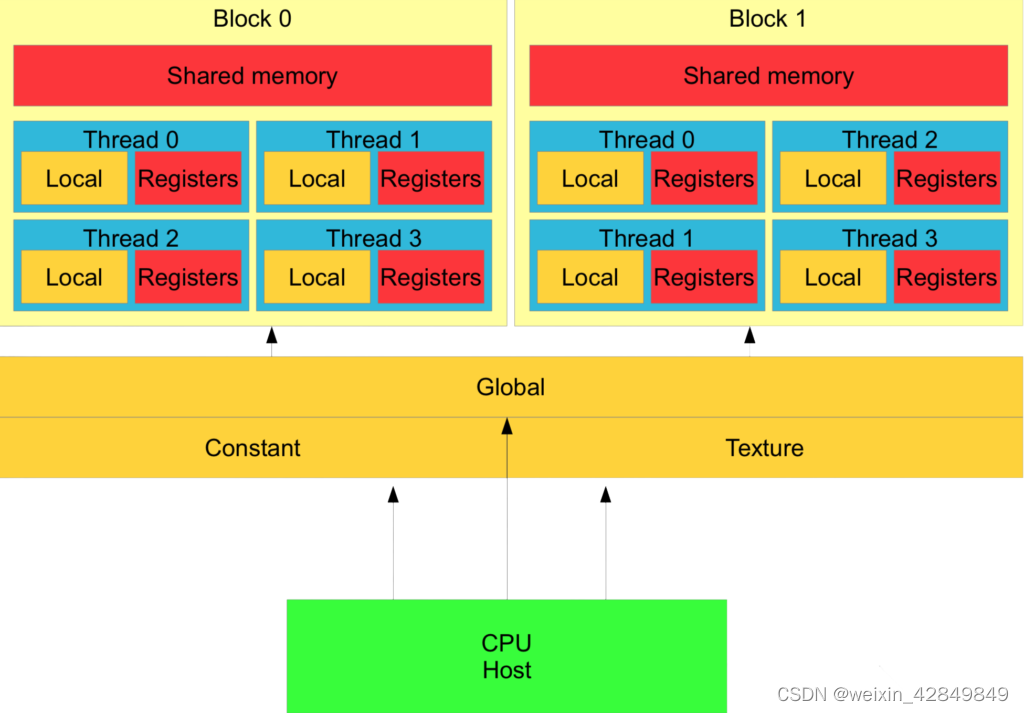 Block 0
Shared memory
Thread 0
Local Registers
Thread 1
Local Registers
Thread 2
Local Registers
Thread 3
Local Registers
Block 1
Shared memory
Thread 0
Local Registers
Thread 2
Local Registers
Thread 1
Local Registers
Thread 3
Local Registers
Global
Constant
Texture
CPU
Host
CSDN @weixin_42849849